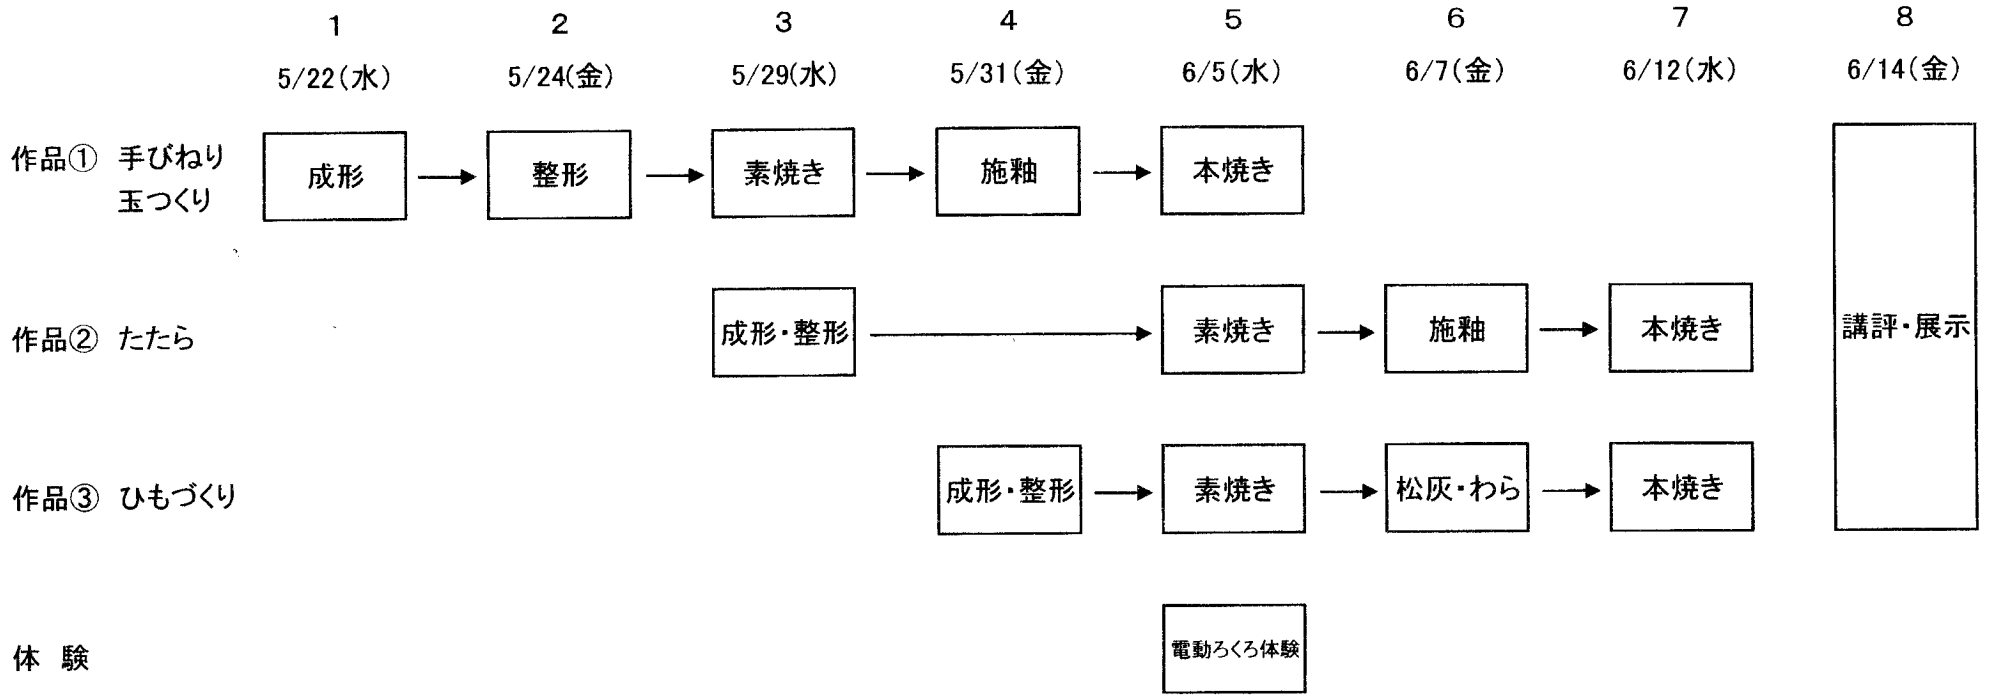 1 2 3 4 5 6 7 8
5/22(水) 5/24(金) 5/29(水) 5/31(金) 6/5(水) 6/7(金) 6/12(水) 6/14(金)
作品① 手びねり 成形 整形 素焼き 施釉 本焼き
玉つくり
作品② たたら 成形・整形 素焼き 施釉 本焼き 講評・展示
作品③ ひもづくり 成形・整形 素焼き 松灰・わら 本焼き
体 験 電動ろくろ体験